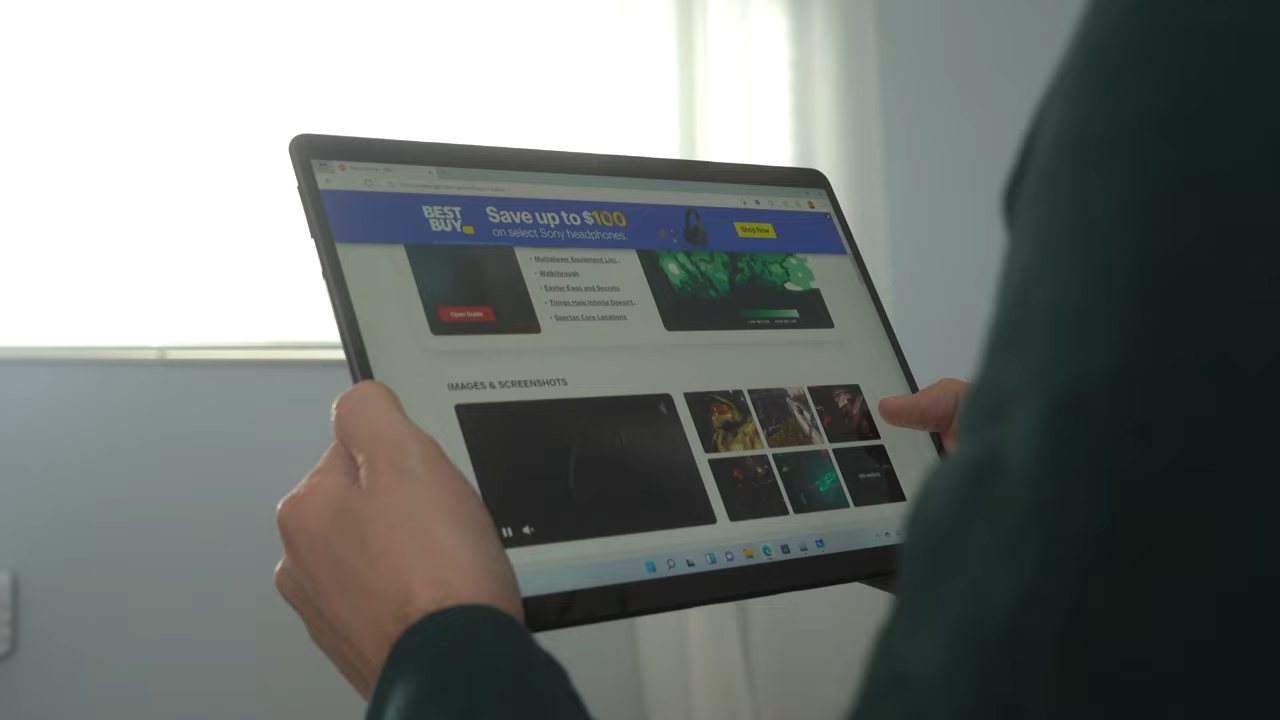 BEST
BUY
Save up to $100
on select Sony headphones.
Shop Now
Multiplayer Equipment List...
Walkthrough
Easter Eggs and Secrets
Things Halo Infinite Doesn't...
Spartan Core Locations
Open Guide
IMAGES & SCREENSHOTS